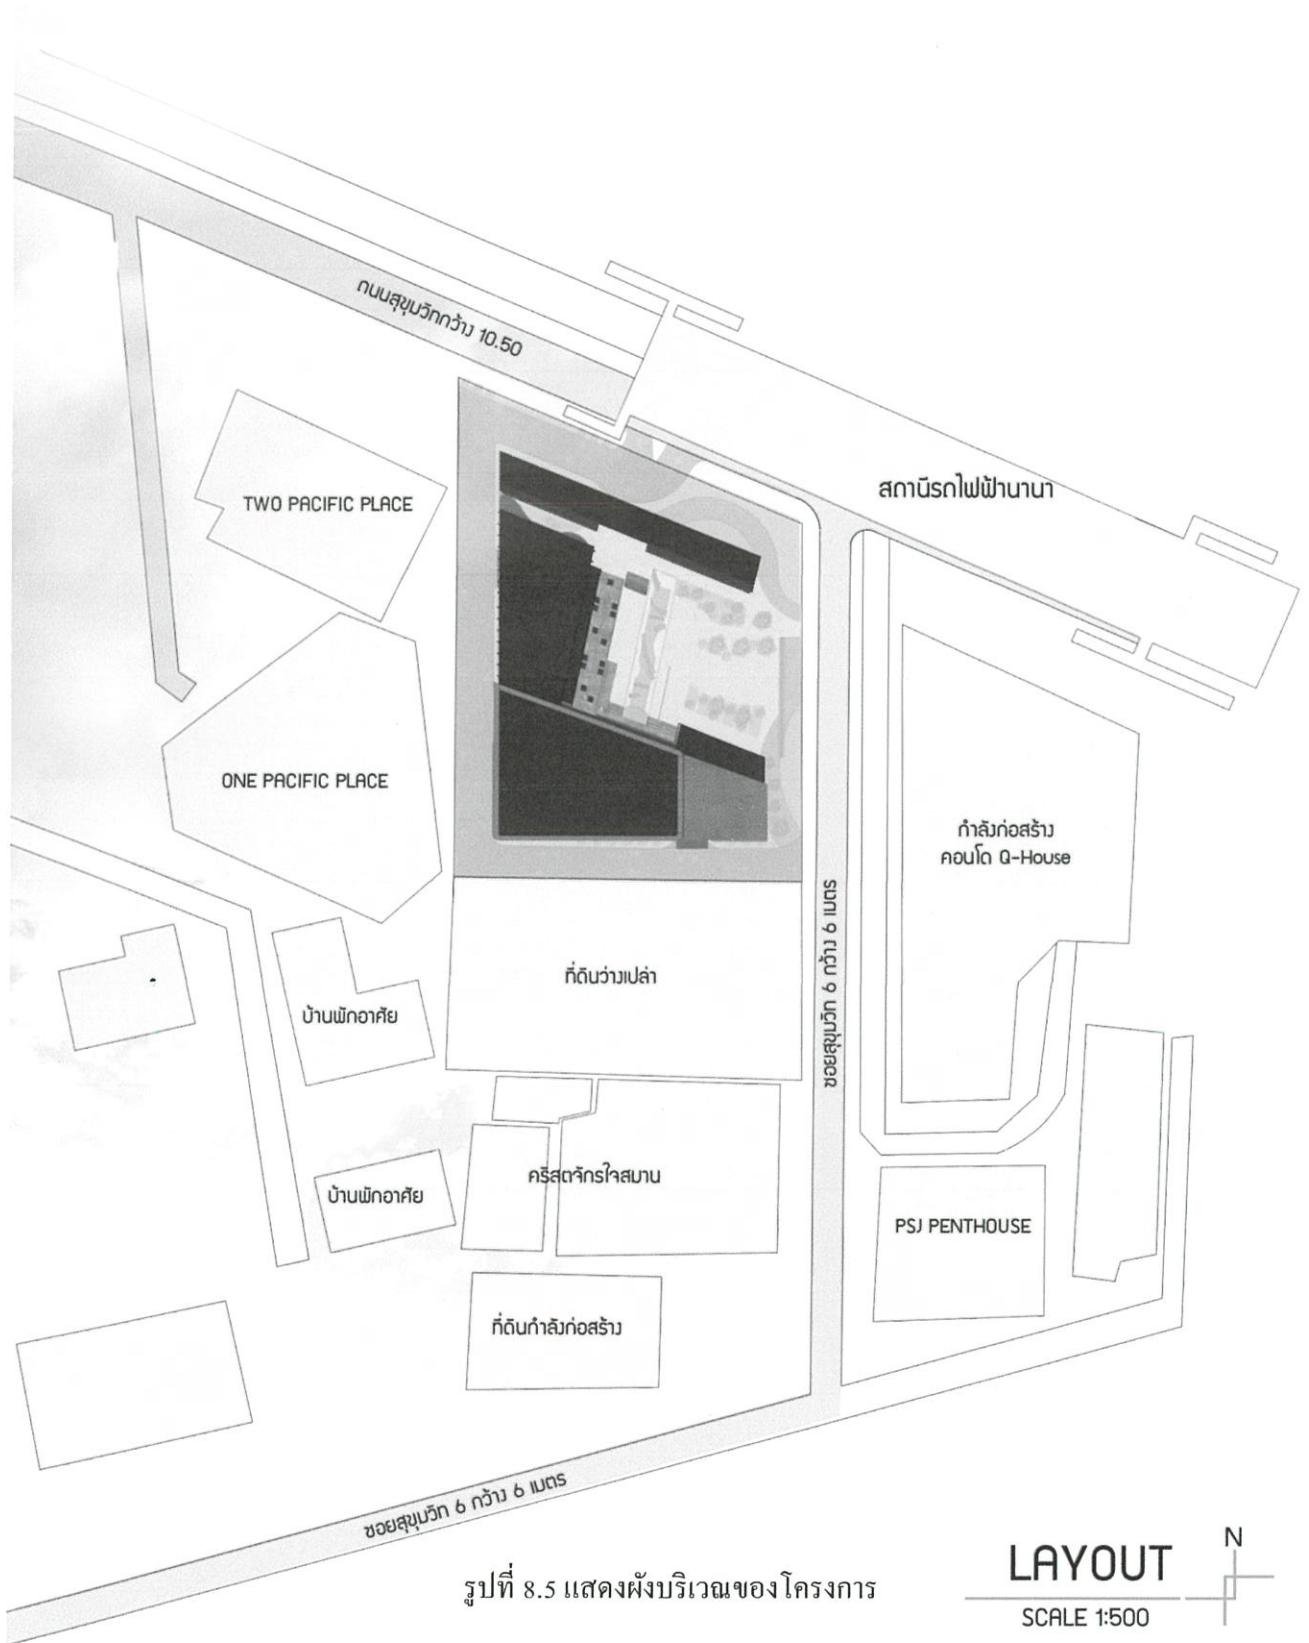 ถนนสุขุมวิทกว้าง 10.50
สถานีรถไฟฟ้านานา
TWO PACIFIC PLACE
ONE PACIFIC PLACE
กำลังก่อสร้าง
คอนโด Q-House
ซอยสุขุมวิท 6 กว้าง 6 เมตร
ที่ดินว่างเปล่า
บ้านพักอาศัย
คริสตจักรใจสมาน
บ้านพักอาศัย
PSJ PENTHOUSE
ที่ดินกำลังก่อสร้าง
ซอยสุขุมวิท 6 กว้าง 6 เมตร
N
LAYOUT
SCALE 1:500
รูปที่ 8.5 แสดงผังบริเวณของโครงการ